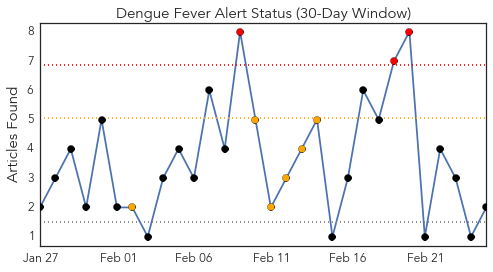 Dengue Fever Alert Status (30-Day Window)
Articles Found
8
7
6
5
4
3
2
1
Jan 27 Feb 01 Feb 06 Feb 11 Feb 16 Feb 21